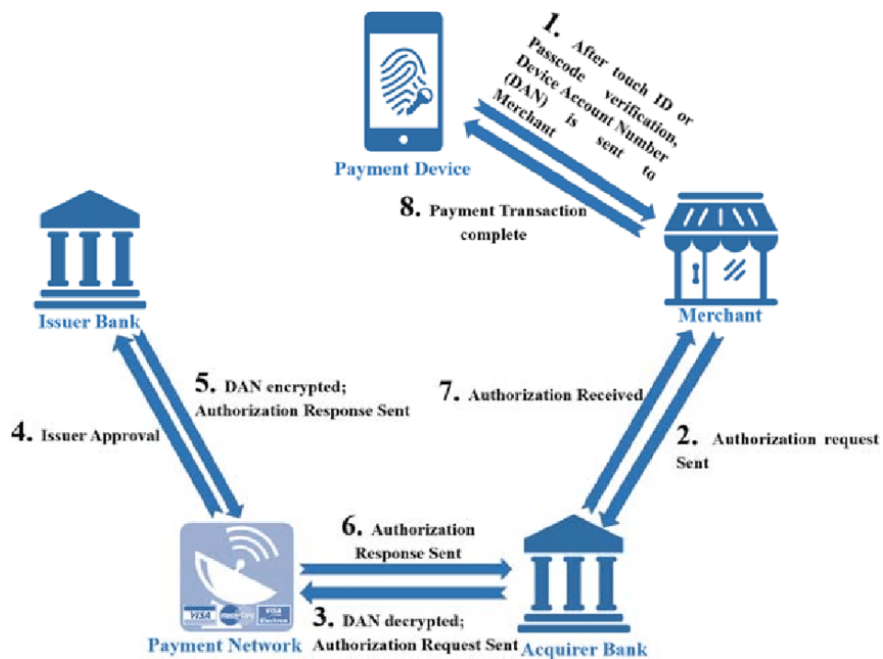 1. After touch ID or
Passcode verification,
Device Account Number
(DAN) is sent to
Merchant
Payment Device
8. Payment Transaction
complete
Issuer Bank
Merchant
5. DAN encrypted;
Authorization Response Sent
7. Authorization Received
4. Issuer Approval
2. Authorization request
Sent
6. Authorization
Response Sent
VISA
VISA
Electron
3. DAN decrypted;
Authorization Request Sent
Payment Network
Acquirer Bank